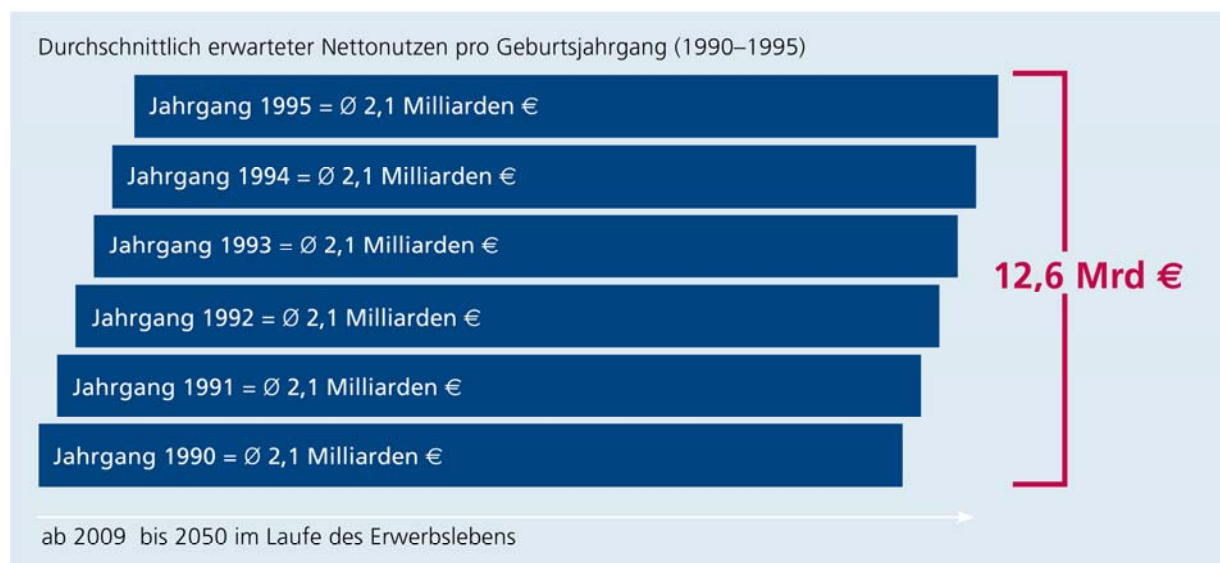 Durchschnittlich erwarteter Nettonutzen pro Geburtsjahrgang (1990–1995)
Jahrgang 1995 = Ø 2,1 Milliarden €
Jahrgang 1994 = Ø 2,1 Milliarden €
Jahrgang 1993 = Ø 2,1 Milliarden €
12,6 Mrd €
Jahrgang 1992 = Ø 2,1 Milliarden €
Jahrgang 1991 = Ø 2,1 Milliarden €
Jahrgang 1990 = Ø 2,1 Milliarden €
ab 2009 bis 2050 im Laufe des Erwerbslebens